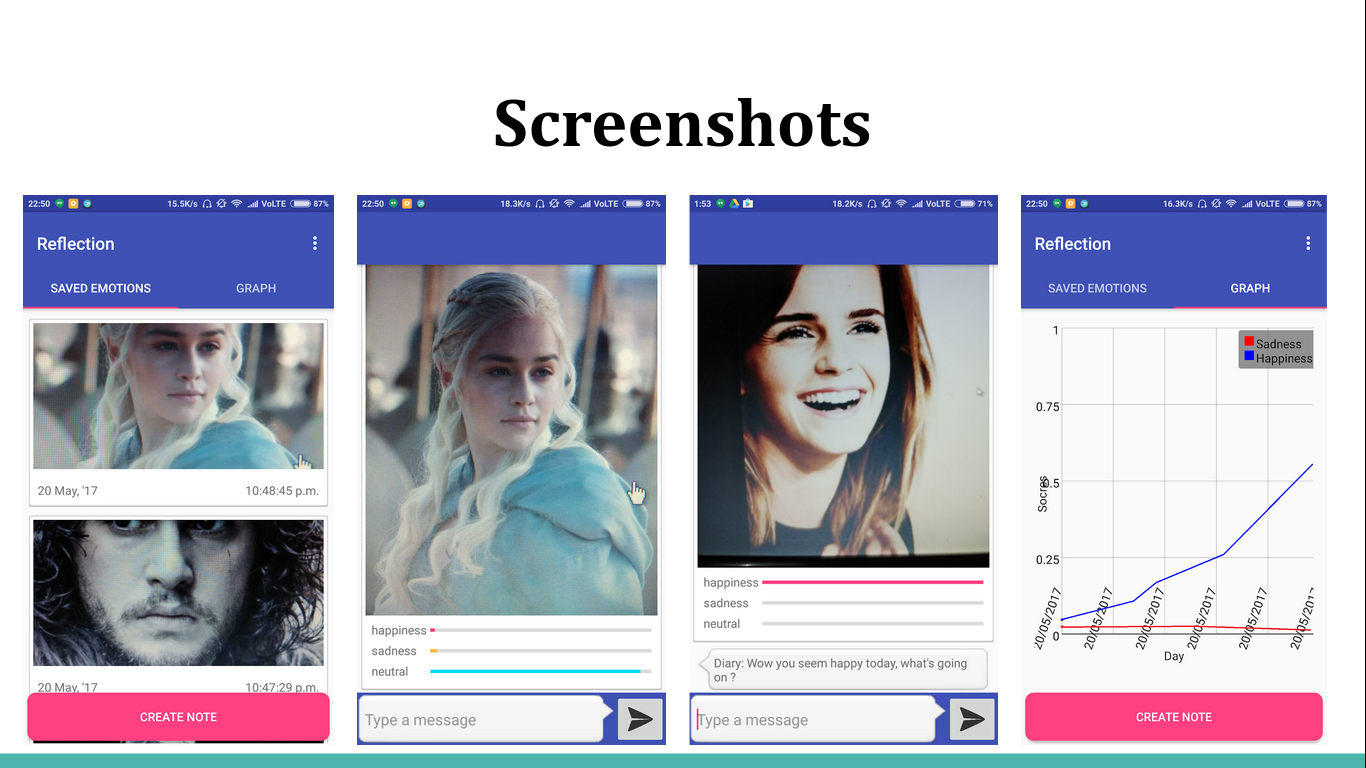 Screenshots
22:50 15.5K/s VoLTE 87%
Reflection
SAVED EMOTIONS GRAPH
20 May, '17 10:48:45 p.m.
20 May, '17 10:47:29 p.m.
CREATE NOTE
22:50 18.3K/s VoLTE 87%
happiness
sadness
neutral
Type a message
1:53 18.2K/s VoLTE 71%
happiness
sadness
neutral
Diary: Wow you seem happy today, what's going
on ?
Type a message
22:50 16.3K/s VoLTE 87%
Reflection
SAVED EMOTIONS GRAPH
Sadness
Happiness
1
0.75
0.5
0.25
0
Socres
20/05/2017
20/05/2017
20/05/2017
20/05/2017
20/05/2017
20/05/2017
Day
CREATE NOTE